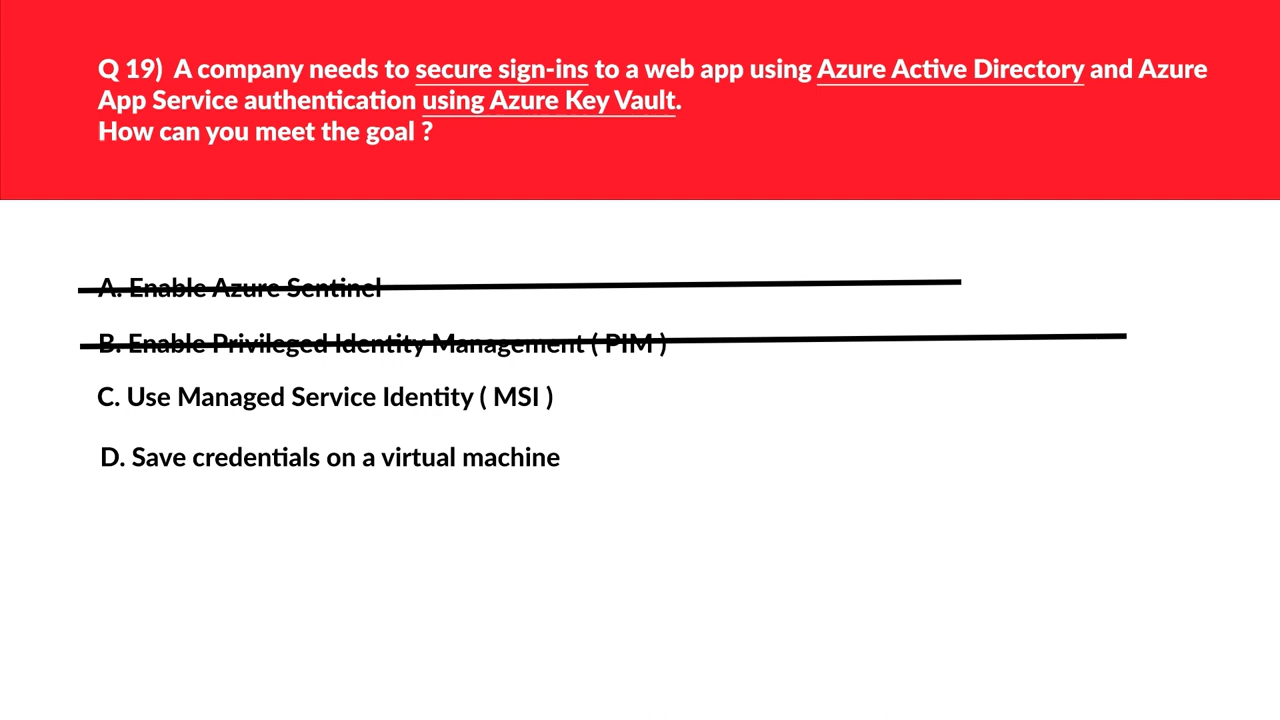 Q 19) A company needs to secure sign-ins to a web app using Azure Active Directory and Azure
App Service authentication using Azure Key Vault.
How can you meet the goal ?
A. Enable Azure Sentinel
B. Enable Privileged Identity Management ( PIM )
C. Use Managed Service Identity ( MSI )
D. Save credentials on a virtual machine